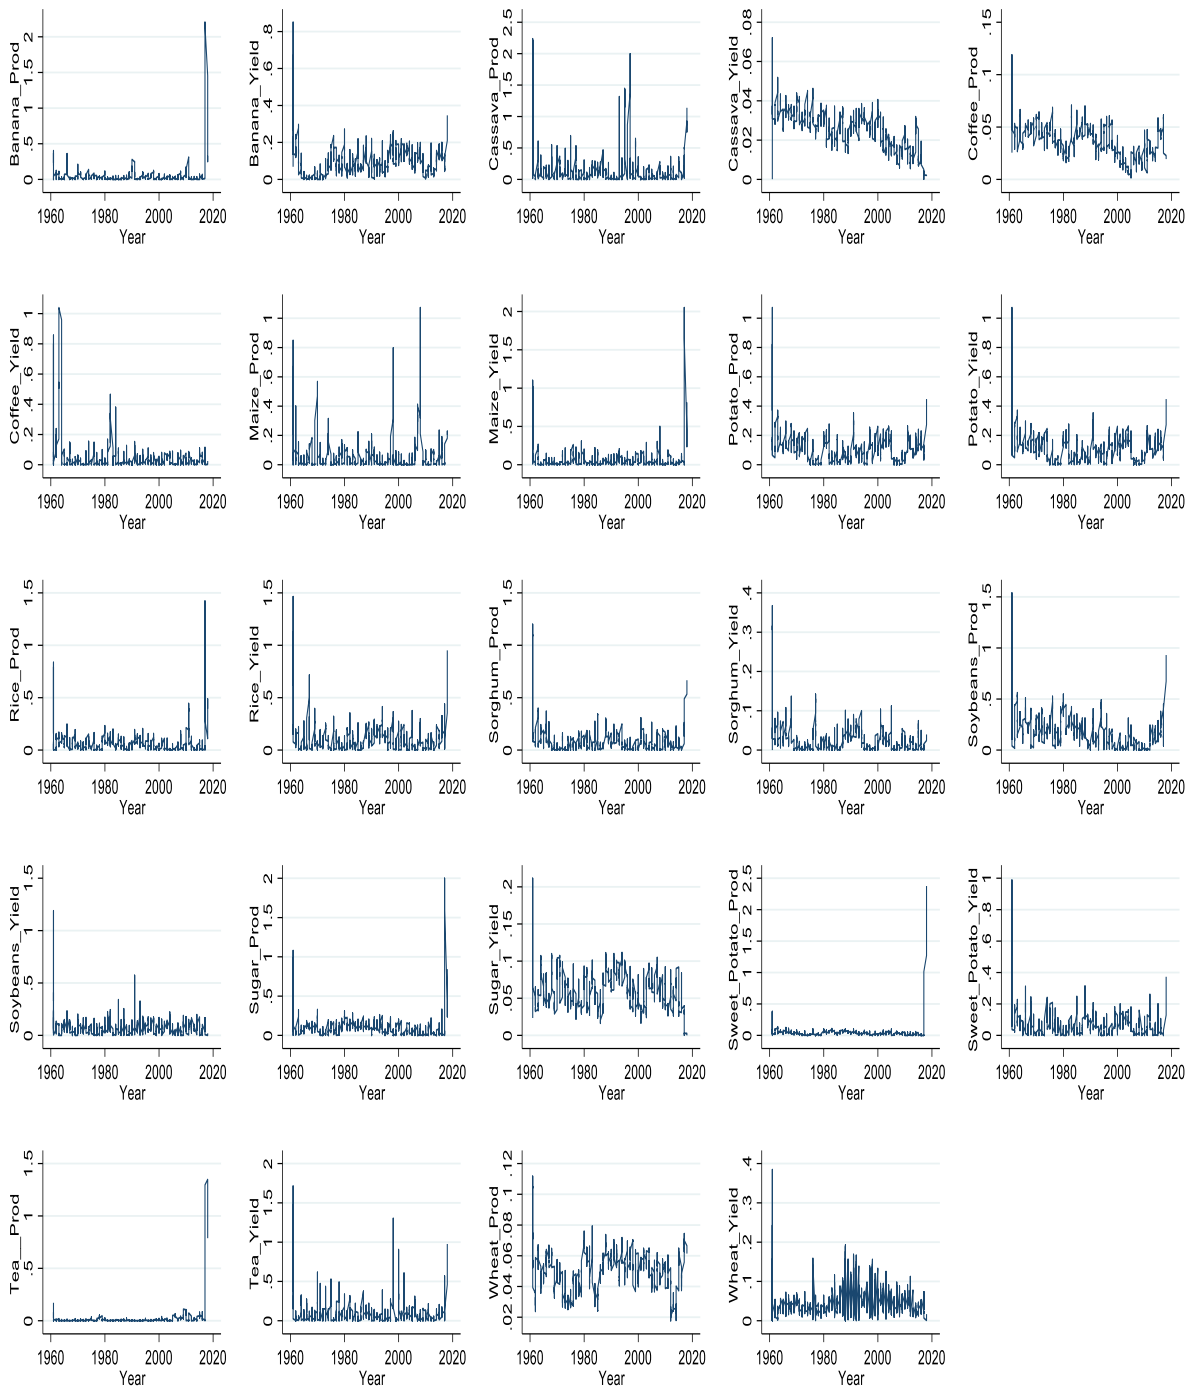 Banana_Prod
0 .5 1 1.5 2
1960 1980 2000 2020
Year
Banana_Yield
0 .2 .4 .6 .8
1960 1980 2000 2020
Year
Cassava_Prod
0 .5 1 1.5 2 2.5
1960 1980 2000 2020
Year
Cassava_Yield
0 .02 .04 .06 .08
1960 1980 2000 2020
Year
Coffee_Prod
0 .05 .1 .15
1960 1980 2000 2020
Year
Coffee_Yield
0 .2 .4 .6 .8 1
1960 1980 2000 2020
Year
Maize_Prod
0 .2 .4 .6 .8 1
1960 1980 2000 2020
Year
Maize_Yield
0 .5 1 1.5 2
1960 1980 2000 2020
Year
Potato_Prod
0 .2 .4 .6 .8 1
1960 1980 2000 2020
Year
Potato_Yield
0 .2 .4 .6 .8 1
1960 1980 2000 2020
Year
Rice_Prod
0 .5 1 1.5
1960 1980 2000 2020
Year
Rice_Yield
0 .5 1 1.5
1960 1980 2000 2020
Year
Sorghum_Prod
0 .5 1 1.5
1960 1980 2000 2020
Year
Sorghum_Yield
0 .1 .2 .3 .4
1960 1980 2000 2020
Year
Soybeans_Prod
0 .5 1 1.5
1960 1980 2000 2020
Year
Soybeans_Yield
0 .5 1 1.5
1960 1980 2000 2020
Year
Sugar_Prod
0 .5 1 1.5 2
1960 1980 2000 2020
Year
Sugar_Yield
0 .05 .1 .15 .2
1960 1980 2000 2020
Year
Sweet_Potato_Prod
0 .5 1 1.5 2 2.5
1960 1980 2000 2020
Year
Sweet_Potato_Yield
0 .2 .4 .6 .8 1
1960 1980 2000 2020
Year
Tea__Prod
0 .5 1 1.5
1960 1980 2000 2020
Year
Tea_Yield
0 .5 1 1.5 2
1960 1980 2000 2020
Year
Wheat_Prod
.02 .04 .06 .08 .1 .12
1960 1980 2000 2020
Year
Wheat_Yield
0 .1 .2 .3 .4
1960 1980 2000 2020
Year